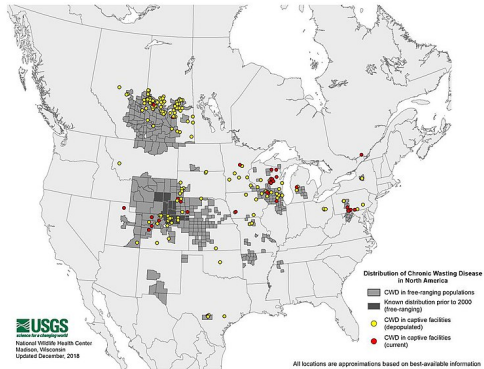 Distribution of Chronic Wasting Disease
in North America
CWD in free-ranging populations
Known distribution prior to 2000
(free-ranging)
CWD in captive facilities
(depopulated)
CWD in captive facilities
(current)
USGS
science for a changing world
National Wildlife Health Center
Madison, Wisconsin
Updated December, 2018
All locations are approximations based on best-available information